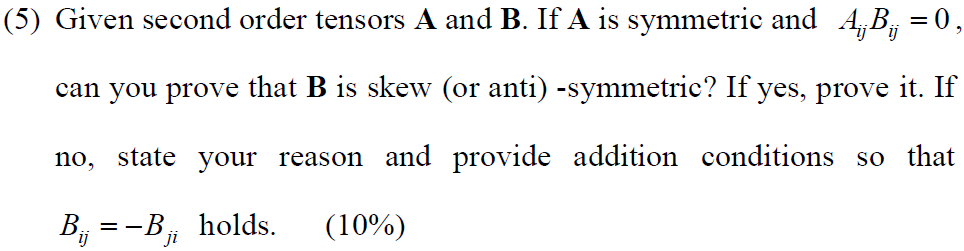 (5) Given second order tensors A and B. If A is symmetric and A_{ij}B_{ij} = 0,
can you prove that B is skew (or anti) -symmetric? If yes, prove it. If
no, state your reason and provide addition conditions so that
B_{ij} = −B_{ji} holds. (10%)